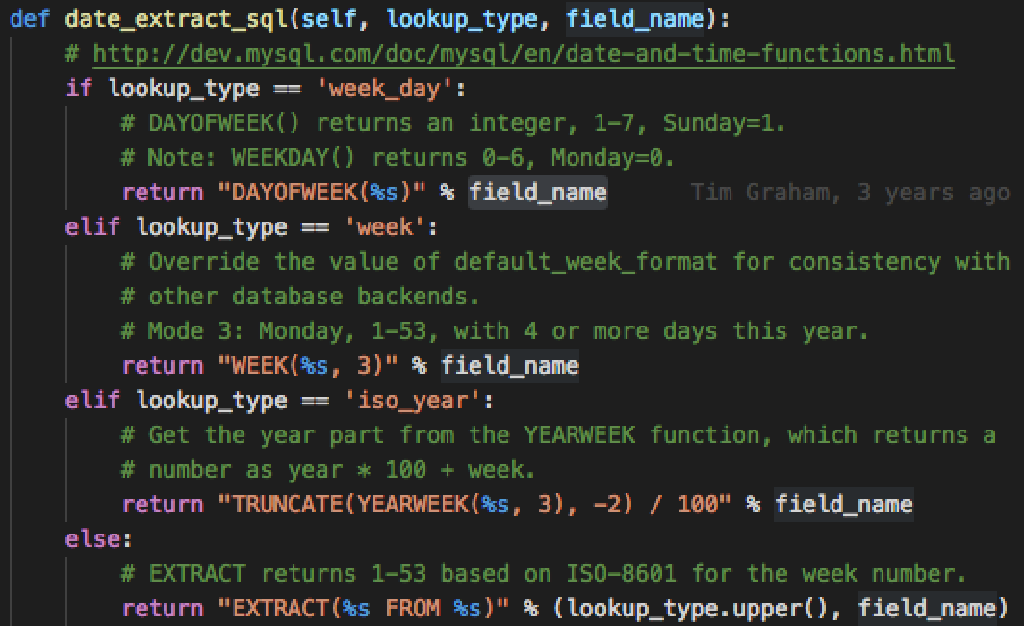 def date_extract_sql(self, lookup_type, field_name):
    # http://dev.mysql.com/doc/mysql/en/date-and-time-functions.html
    if lookup_type == 'week_day':
        # DAYOFWEEK() returns an integer, 1-7, Sunday=1.
        # Note: WEEKDAY() returns 0-6, Monday=0.
        return "DAYOFWEEK(%s)" % field_name      Tim Graham, 3 years ago
    elif lookup_type == 'week':
        # Override the value of default_week_format for consistency with
        # other database backends.
        # Mode 3: Monday, 1-53, with 4 or more days this year.
        return "WEEK(%s, 3)" % field_name
    elif lookup_type == 'iso_year':
        # Get the year part from the YEARWEEK function, which returns a
        # number as year * 100 + week.
        return "TRUNCATE(YEARWEEK(%s, 3), -2) / 100" % field_name
    else:
        # EXTRACT returns 1-53 based on ISO-8601 for the week number.
        return "EXTRACT(%s FROM %s)" % (lookup_type.upper(), field_name)